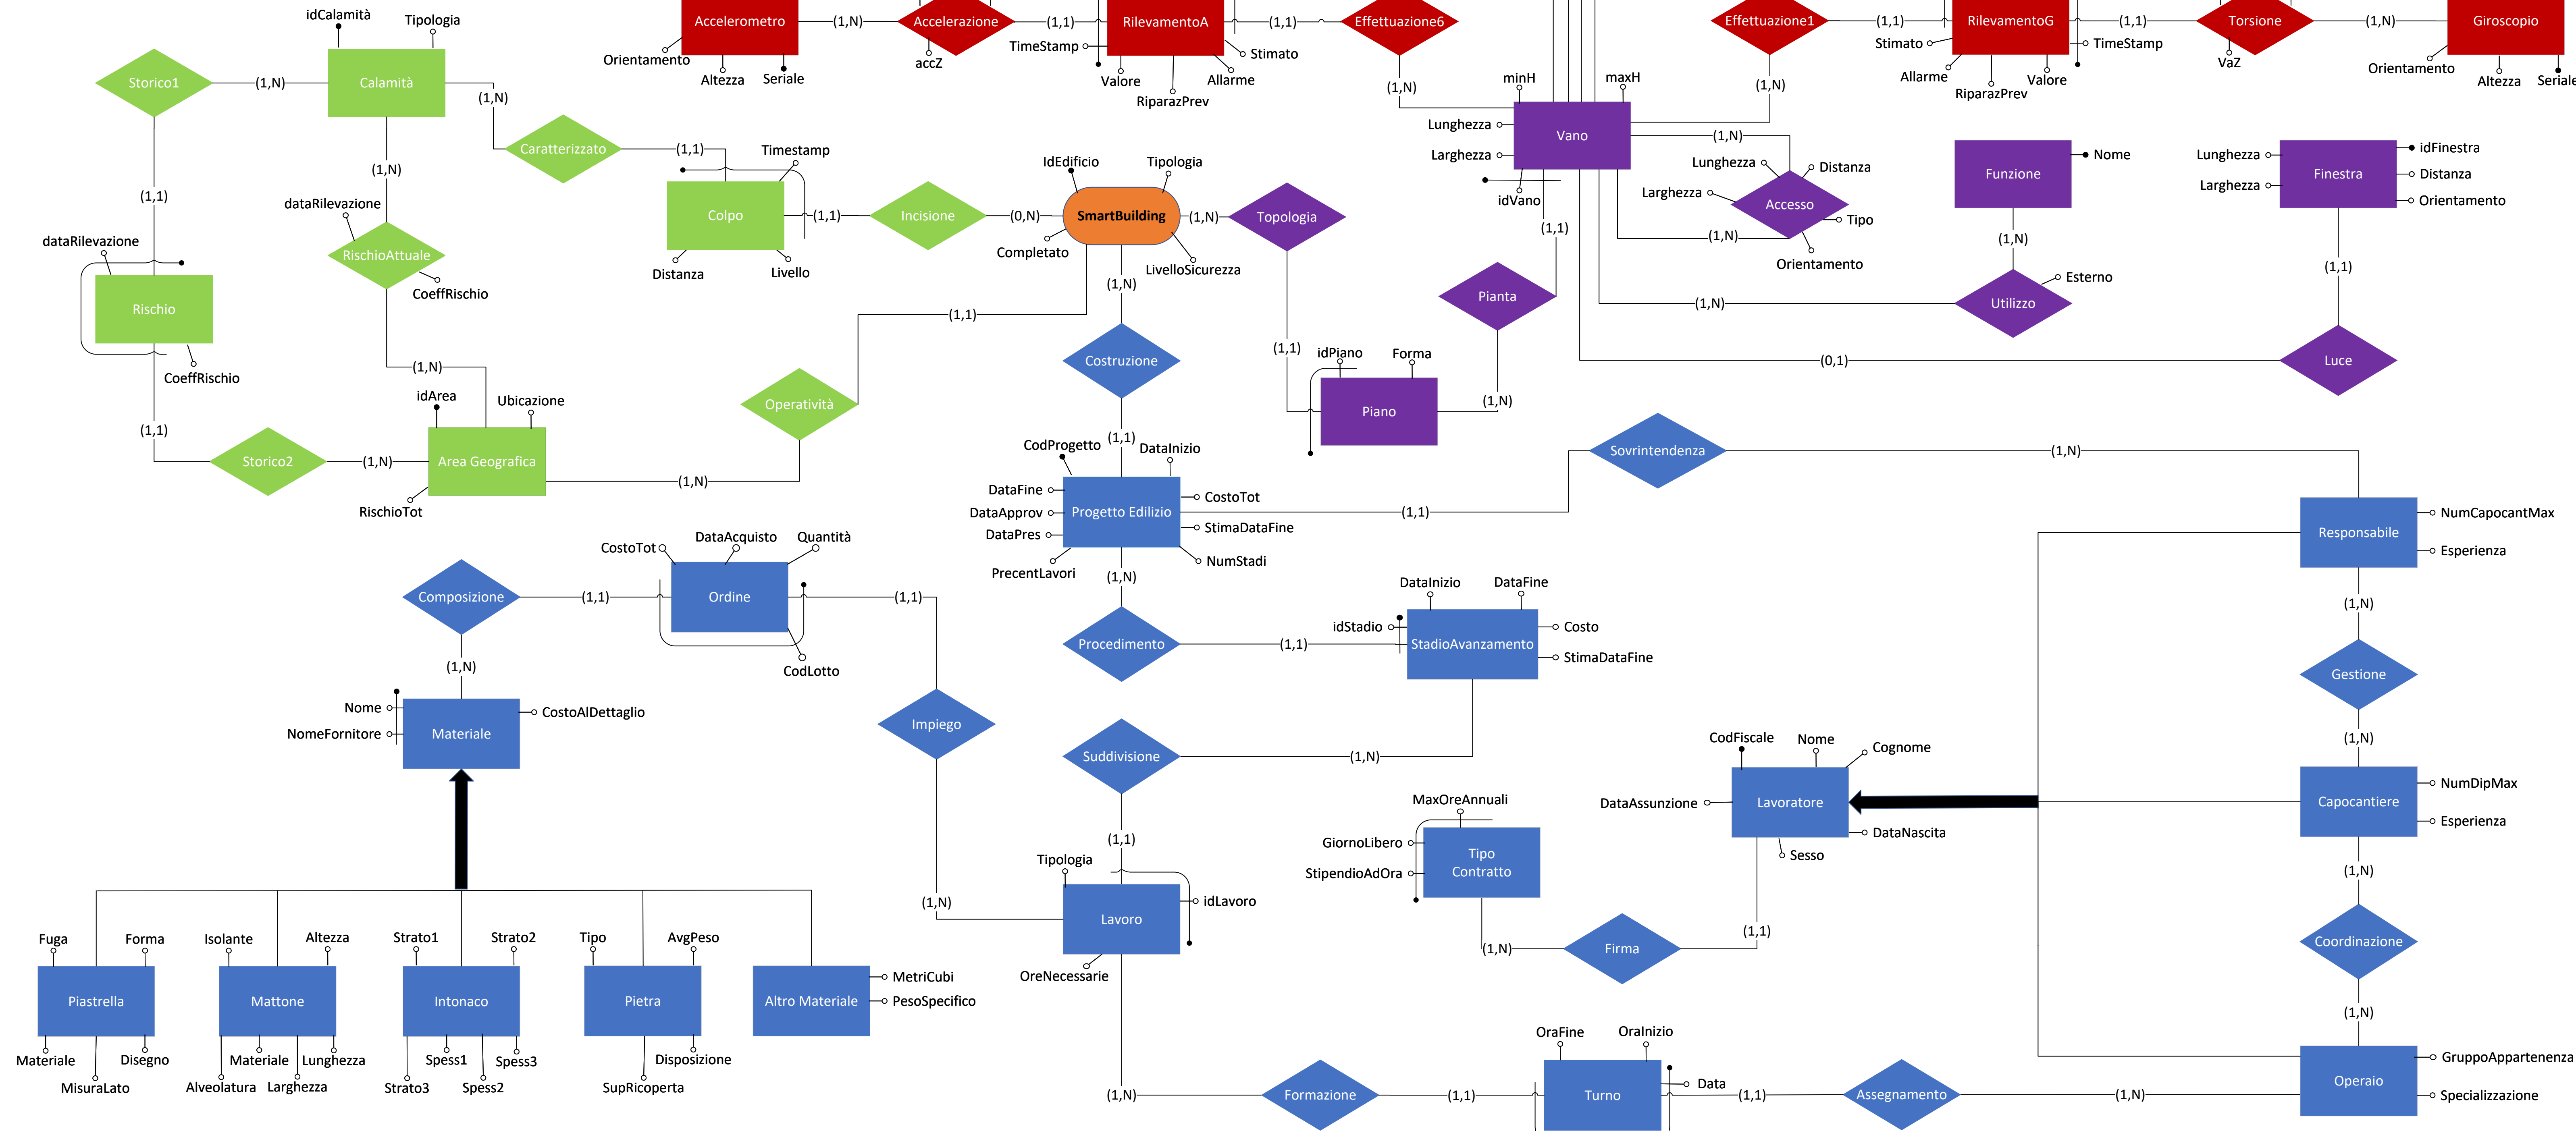 idCalamità
Tipologia
Storico1
(1,N)
Calamità
(1,N)
Caratterizzato
(1,1)
(1,N)
(1,1)
dataRilevazione
RischioAttuale
CoeffRischio
dataRilevazione
Rischio
CoeffRischio
(1,1)
Storico2
(1,N)
(1,N)
idArea
Ubicazione
Area Geografica
RischioTot
(1,N)
Operatività
(1,1)
Timestamp
Colpo
Distanza
Livello
(1,1)
Incisione
(0,N)
Accelerometro
Orientamento
Altezza
Seriale
(1,N)
Accelerazione
accZ
(1,1)
RilevamentoA
TimeStamp
Valore
RiparazPrev
Allarme
Stimato
(1,1)
Effettuazione6
(1,N)
Effettuazione1
(1,1)
(1,N)
RilevamentoG
Stimato
Allarme
RiparazPrev
Valore
TimeStamp
(1,1)
Torsione
VaZ
(1,N)
Giroscopio
Orientamento
Altezza
Seriale
IdEdificio
Tipologia
SmartBuilding
Completato
LivelloSicurezza
(1,N)
Topologia
(1,1)
(1,N)
Costruzione
(1,1)
idPiano
Forma
Piano
(1,N)
Pianta
(1,1)
minH
maxH
Lunghezza
Vano
Larghezza
idVano
(1,N)
Lunghezza
Distanza
Larghezza
Accesso
Tipo
Orientamento
(1,N)
Funzione
Nome
(1,N)
Esterno
Utilizzo
(1,N)
Lunghezza
Larghezza
Finestra
idFinestra
Distanza
Orientamento
(1,1)
Luce
(0,1)
CodProgetto
DataInizio
DataFine
DataApprov
DataPres
PrecentLavori
Progetto Edilizio
CostoTot
StimaDataFine
NumStadi
(1,1)
Sovrintendenza
(1,N)
Responsabile
NumCapocantMax
Esperienza
(1,N)
Gestione
(1,N)
Capocantiere
NumDipMax
Esperienza
(1,N)
Coordinazione
(1,N)
Operaio
GruppoAppartenenza
Specializzazione
(1,N)
Procedimento
(1,1)
DataInizio
DataFine
idStadio
StadioAvanzamento
Costo
StimaDataFine
Suddivisione
(1,N)
(1,1)
CostoTot
DataAcquisto
Quantità
Ordine
CodLotto
Composizione
(1,1)
(1,N)
(1,1)
Impiego
(1,N)
Nome
NomeFornitore
Materiale
CostoAlDettaglio
Fuga
Forma
Piastrella
Materiale
MisuraLato
Disegno
Isolante
Altezza
Mattone
Alveolatura
Materiale
Larghezza
Lunghezza
Strato1
Strato2
Intonaco
Strato3
Spess1
Spess2
Spess3
Tipo
AvgPeso
Pietra
SupRicoperta
Disposizione
Altro Materiale
MetriCubi
PesoSpecifico
Tipologia
Lavoro
idLavoro
OreNecessarie
(1,N)
Formazione
(1,1)
OraFine
OraInizio
Turno
Data
(1,1)
Assegnamento
(1,N)
MaxOreAnnuali
GiornoLibero
StipendioAdOra
Tipo
Contratto
(1,N)
Firma
(1,1)
CodFiscale
Nome
Cognome
DataAssunzione
Lavoratore
DataNascita
Sesso